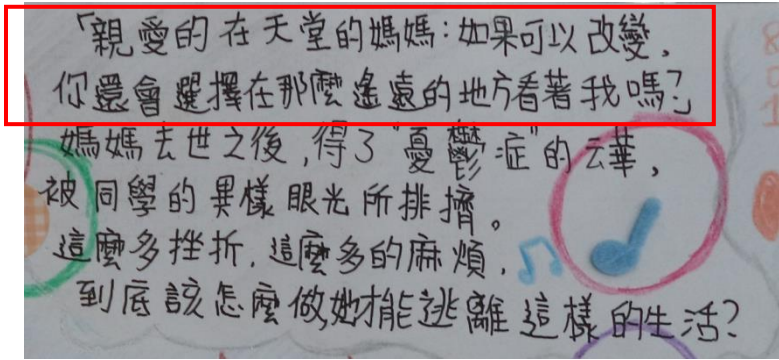 「親愛的在天堂的媽媽:如果可以改變,
你還會選擇在那麼遙遠的地方看著我嗎?」
媽媽去世之後,得了"憂鬱症"的云華,
被同學的異樣眼光所排擠。
這麼多挫折,這麼多的麻煩,
到底該怎麼做她才能逃離這樣的生活?